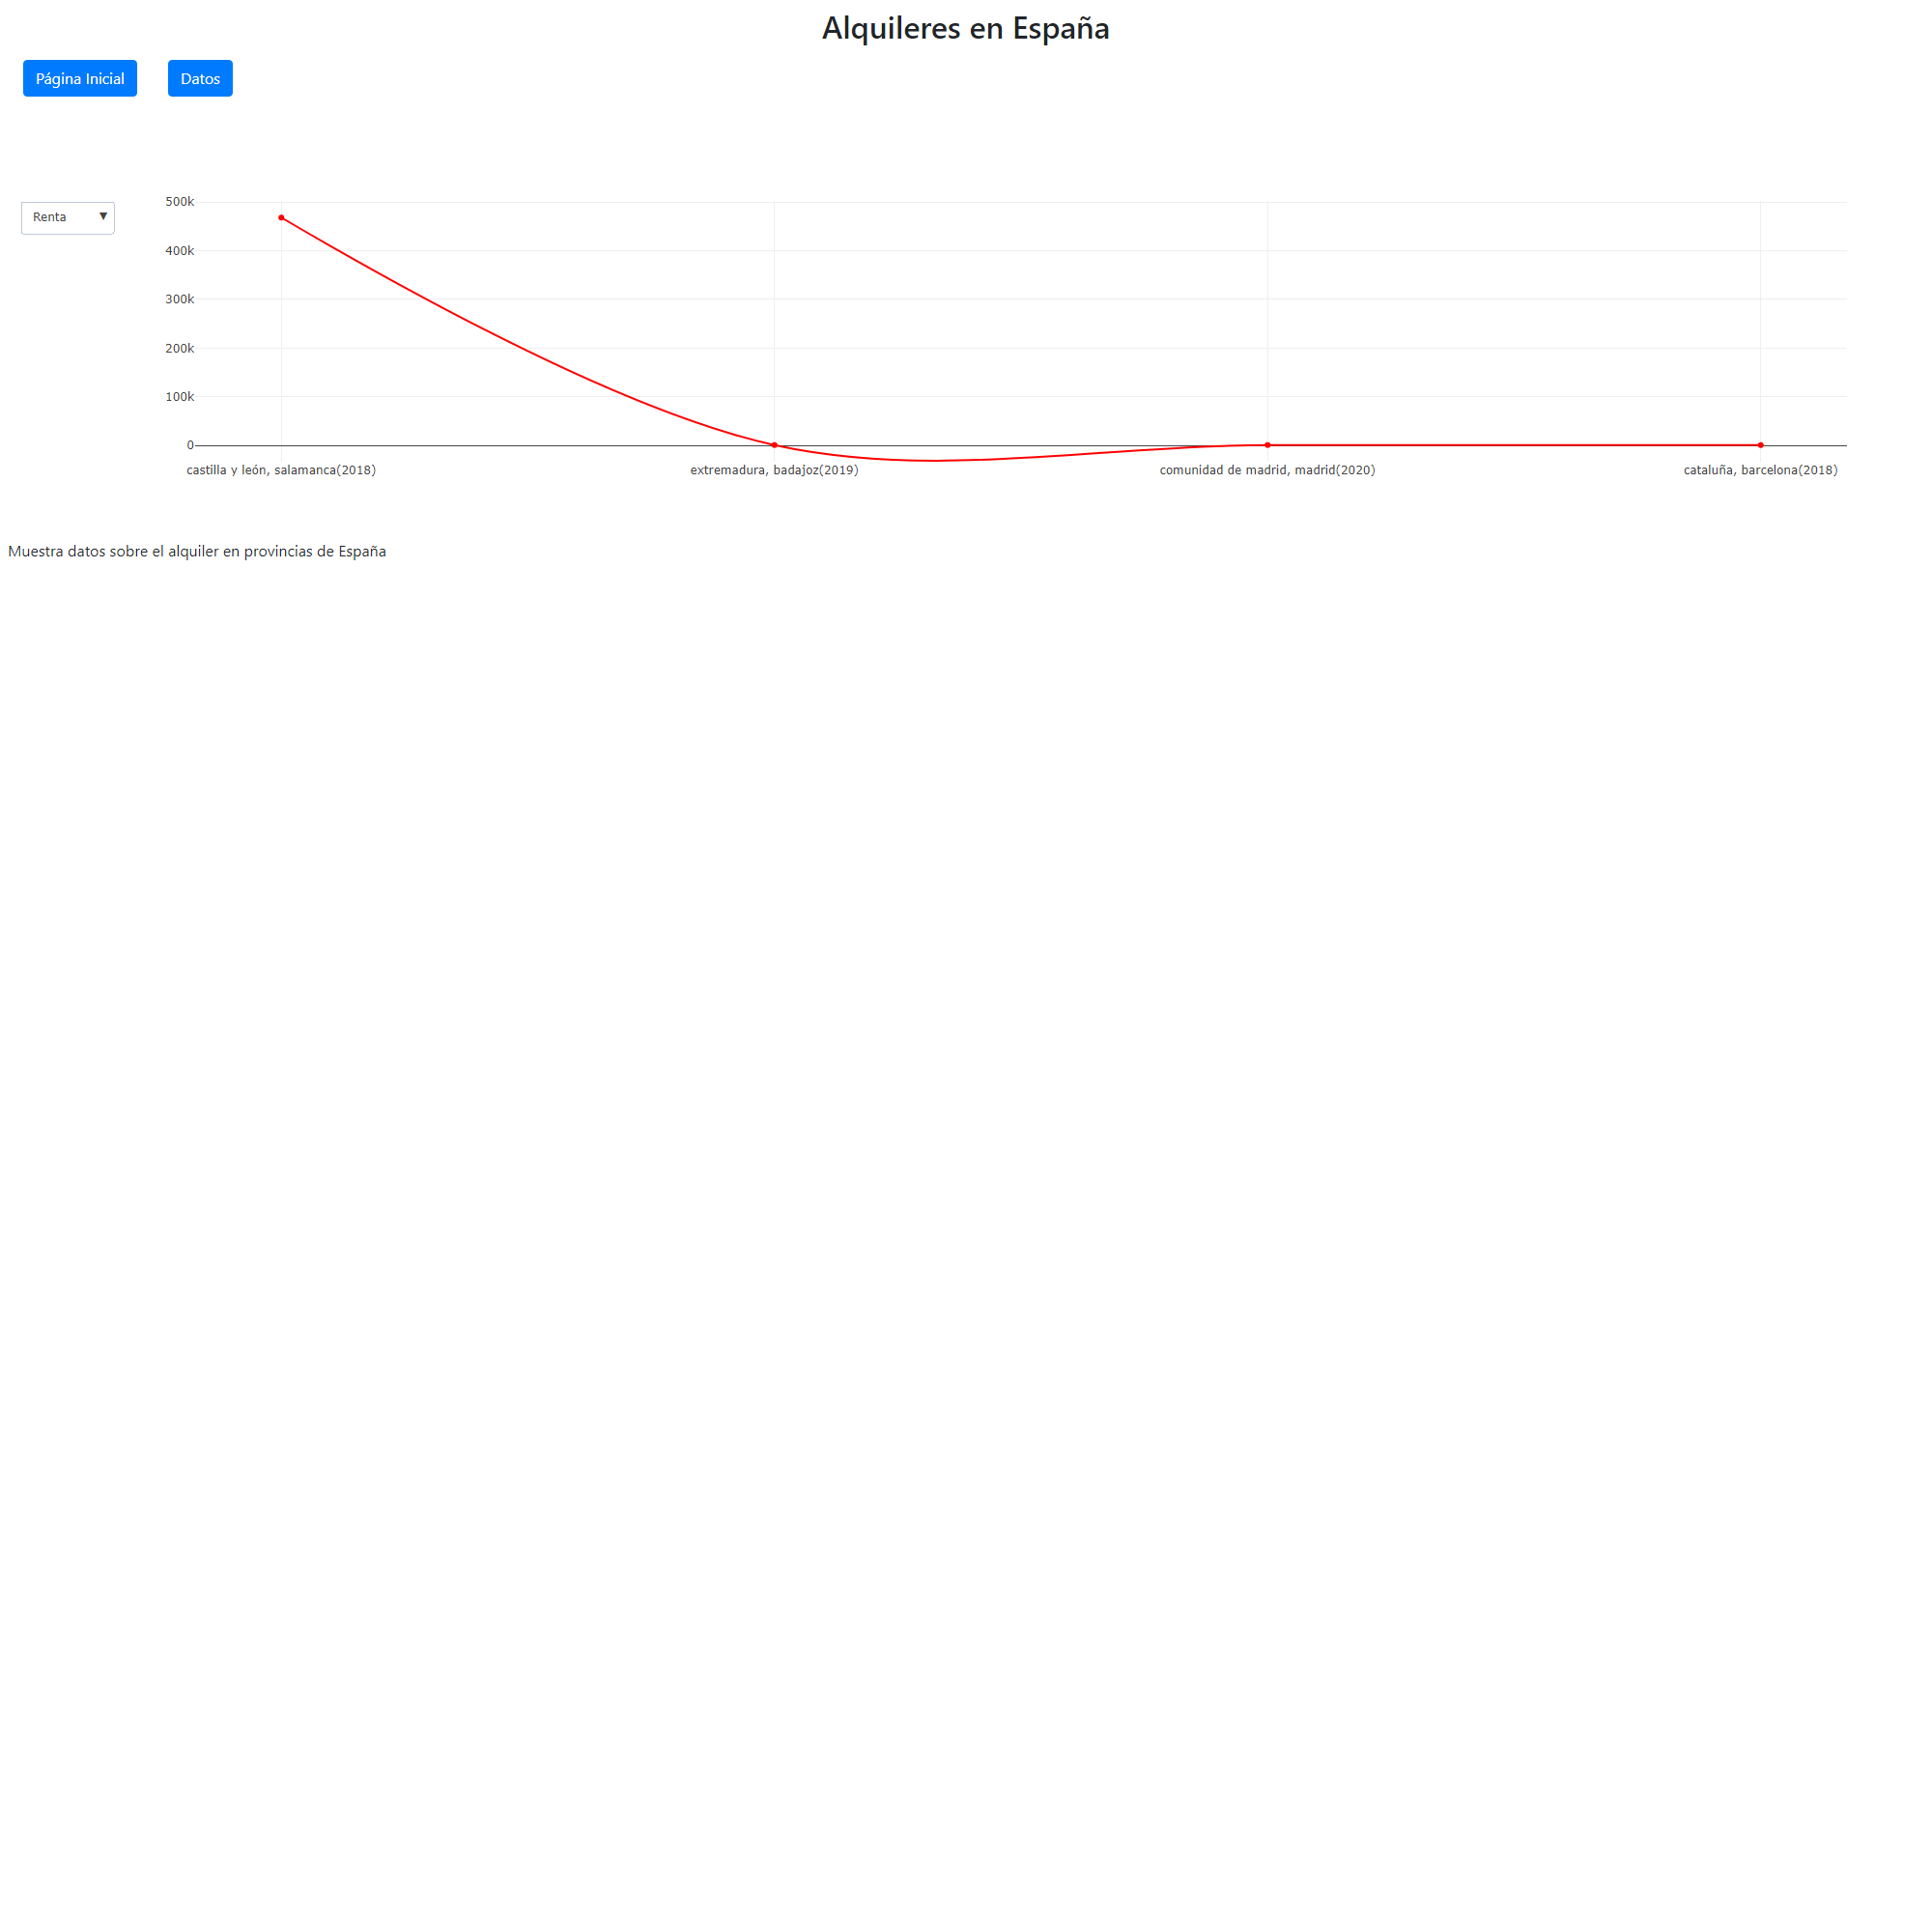 Alquileres en España
Página Inicial Datos
Renta ▼
500k
400k
300k
200k
100k
0
castilla y león, salamanca(2018) extremadura, badajoz(2019) comunidad de madrid, madrid(2020) cataluña, barcelona(2018)
Muestra datos sobre el alquiler en provincias de España